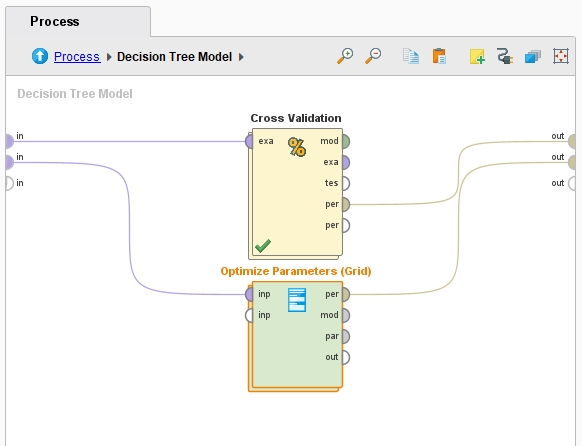 Process
Process Decision Tree Model
Decision Tree Model
Cross Validation
in exa mod out
in exa out
in tes out
per
per
Optimize Parameters (Grid)
inp per
inp mod
par
out